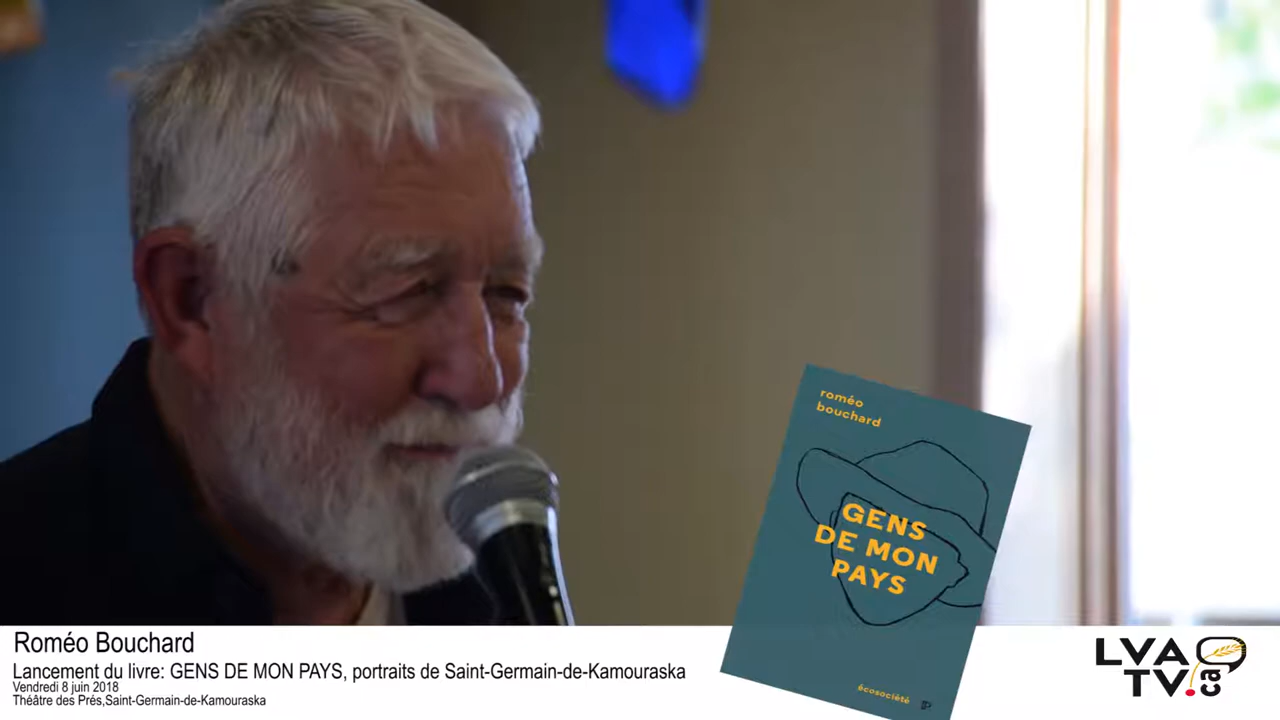 roméo
bouchard
GENS
DE MON
PAYS
écosociété
Roméo Bouchard
Lancement du livre: GENS DE MON PAYS, portraits de Saint-Germain-de-Kamouraska
Vendredi 8 juin 2018
Théâtre des Prés,Saint-Germain-de-Kamouraska
LVA
TV.ca